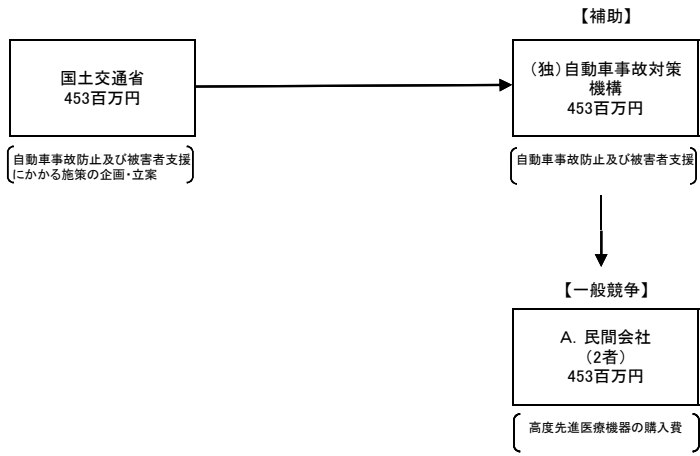 【補助】
国土交通省
453百万円
(独)自動車事故対策
機構
453百万円
自動車事故防止及び被害者支援
にかかる施策の企画・立案
自動車事故防止及び被害者支援
【一般競争】
A. 民間会社
(2者)
453百万円
高度先進医療機器の購入費